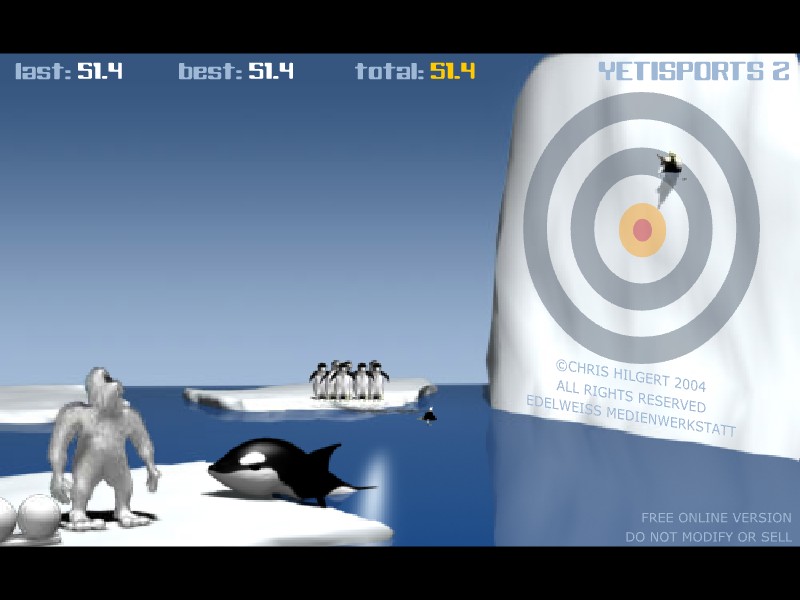 last: 51.4 best: 51.4 total: 51.4 YETISPORTS 2
©CHRIS HILGERT 2004
ALL RIGHTS RESERVED
EDELWEISS MEDIENWERKSTATT
FREE ONLINE VERSION
DO NOT MODIFY OR SELL